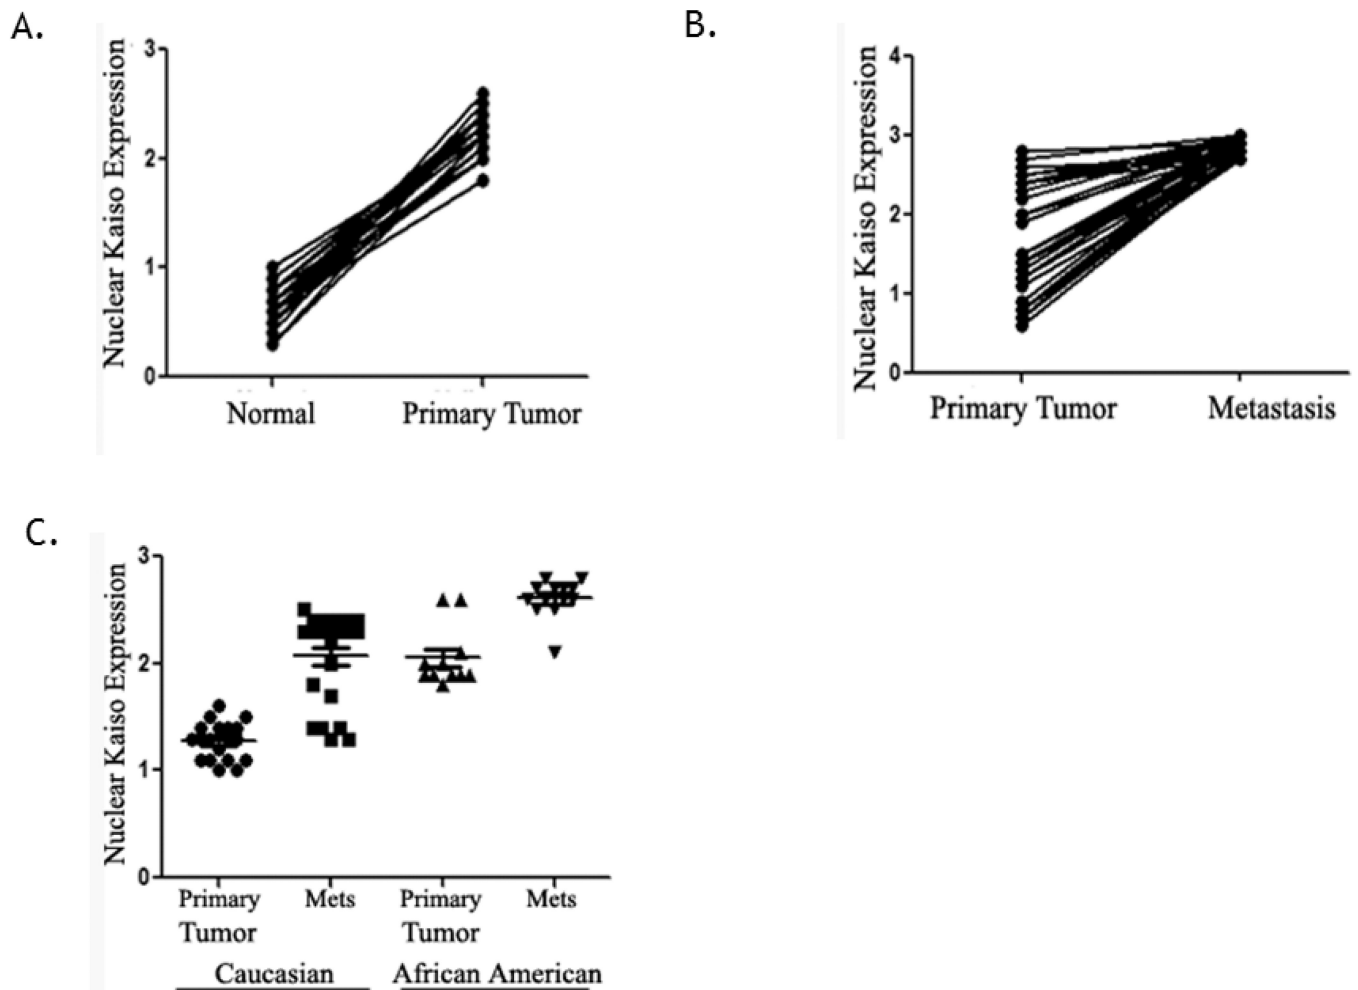 A.
Nuclear Kaiso Expression
3
2
1
0
Normal
Primary Tumor
B.
Nuclear Kaiso Expression
4
3
2
1
0
Primary Tumor
Metastasis
C.
Nuclear Kaiso Expression
3
2
1
0
Primary
Tumor
Mets
Primary
Tumor
Mets
Caucasian
African American